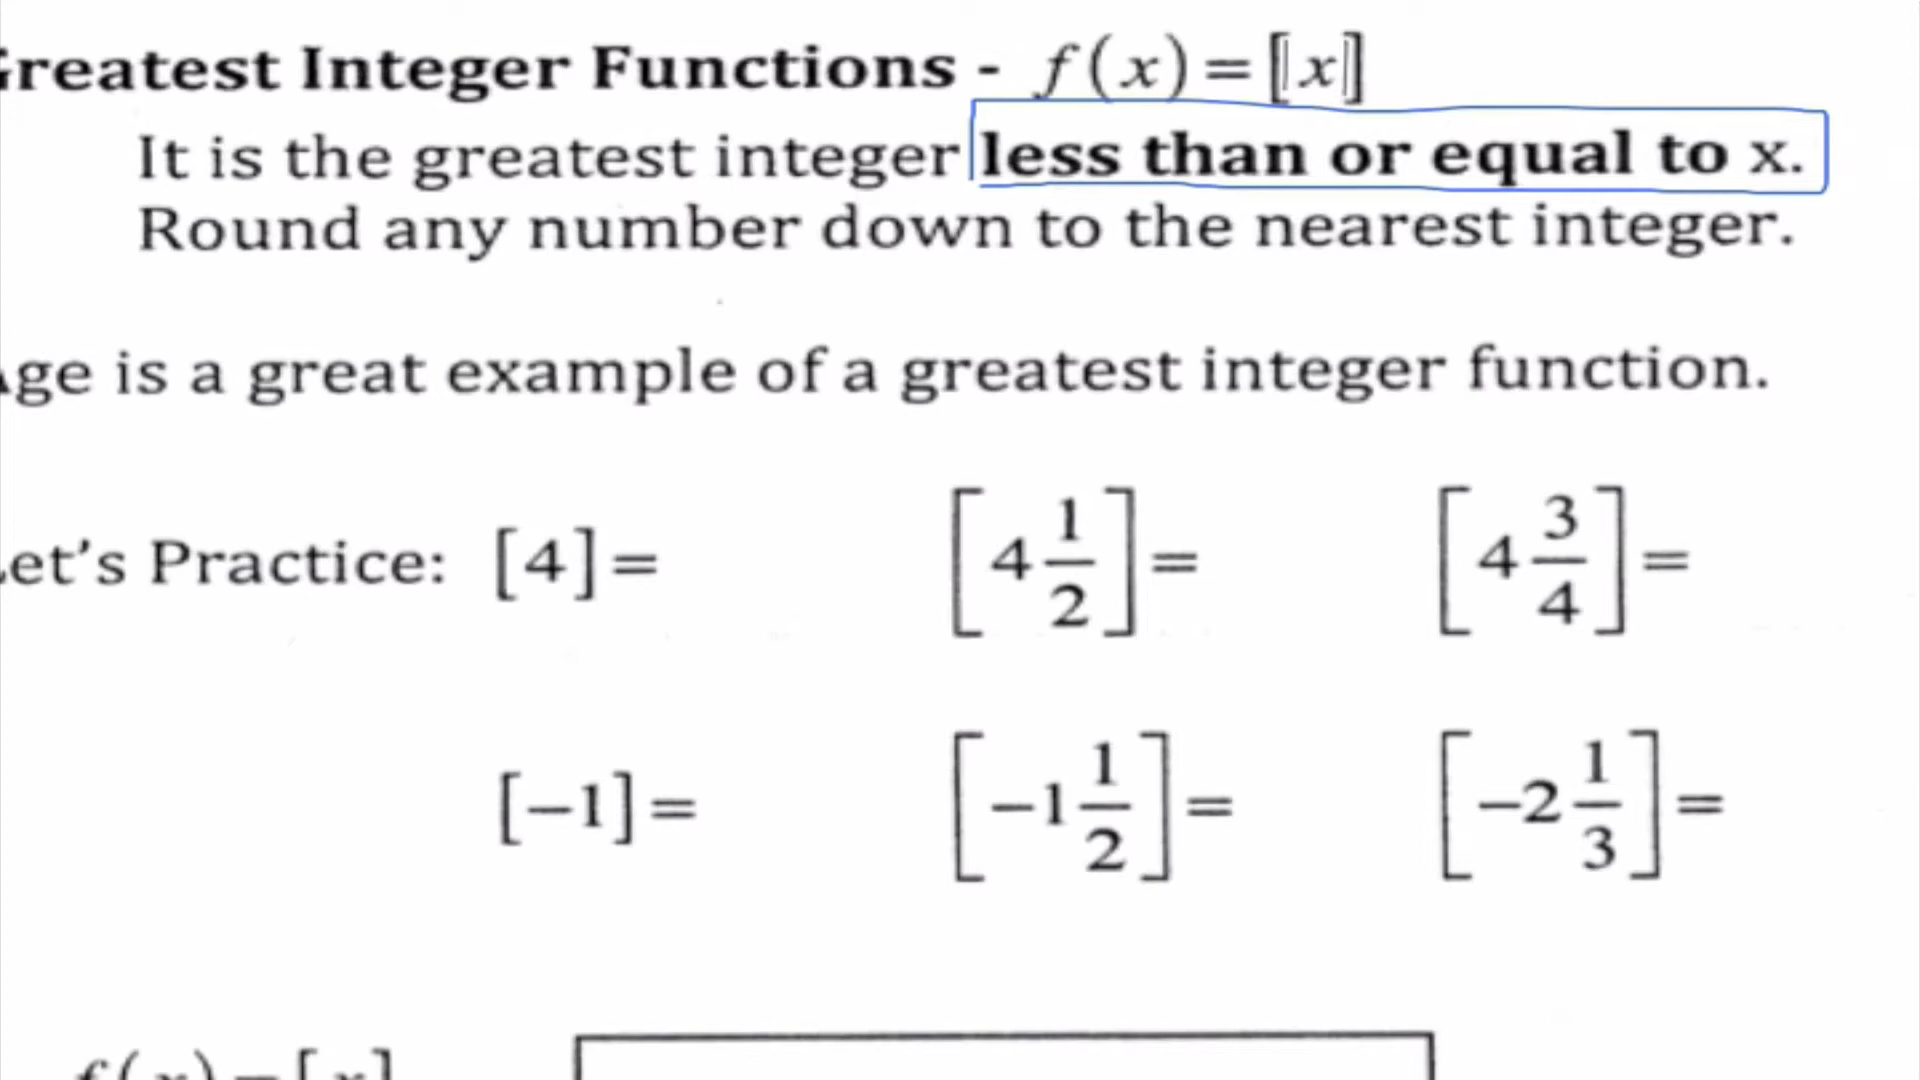 reatest Integer Functions - f(x)=[[x]]
It is the greatest integer less than or equal to x.
Round any number down to the nearest integer.
ge is a great example of a greatest integer function.
et's Practice: [4]= [4 1/2]= [4 3/4]=
[-1]= [-1 1/2]= [-2 1/3]=
f(x)=[x]